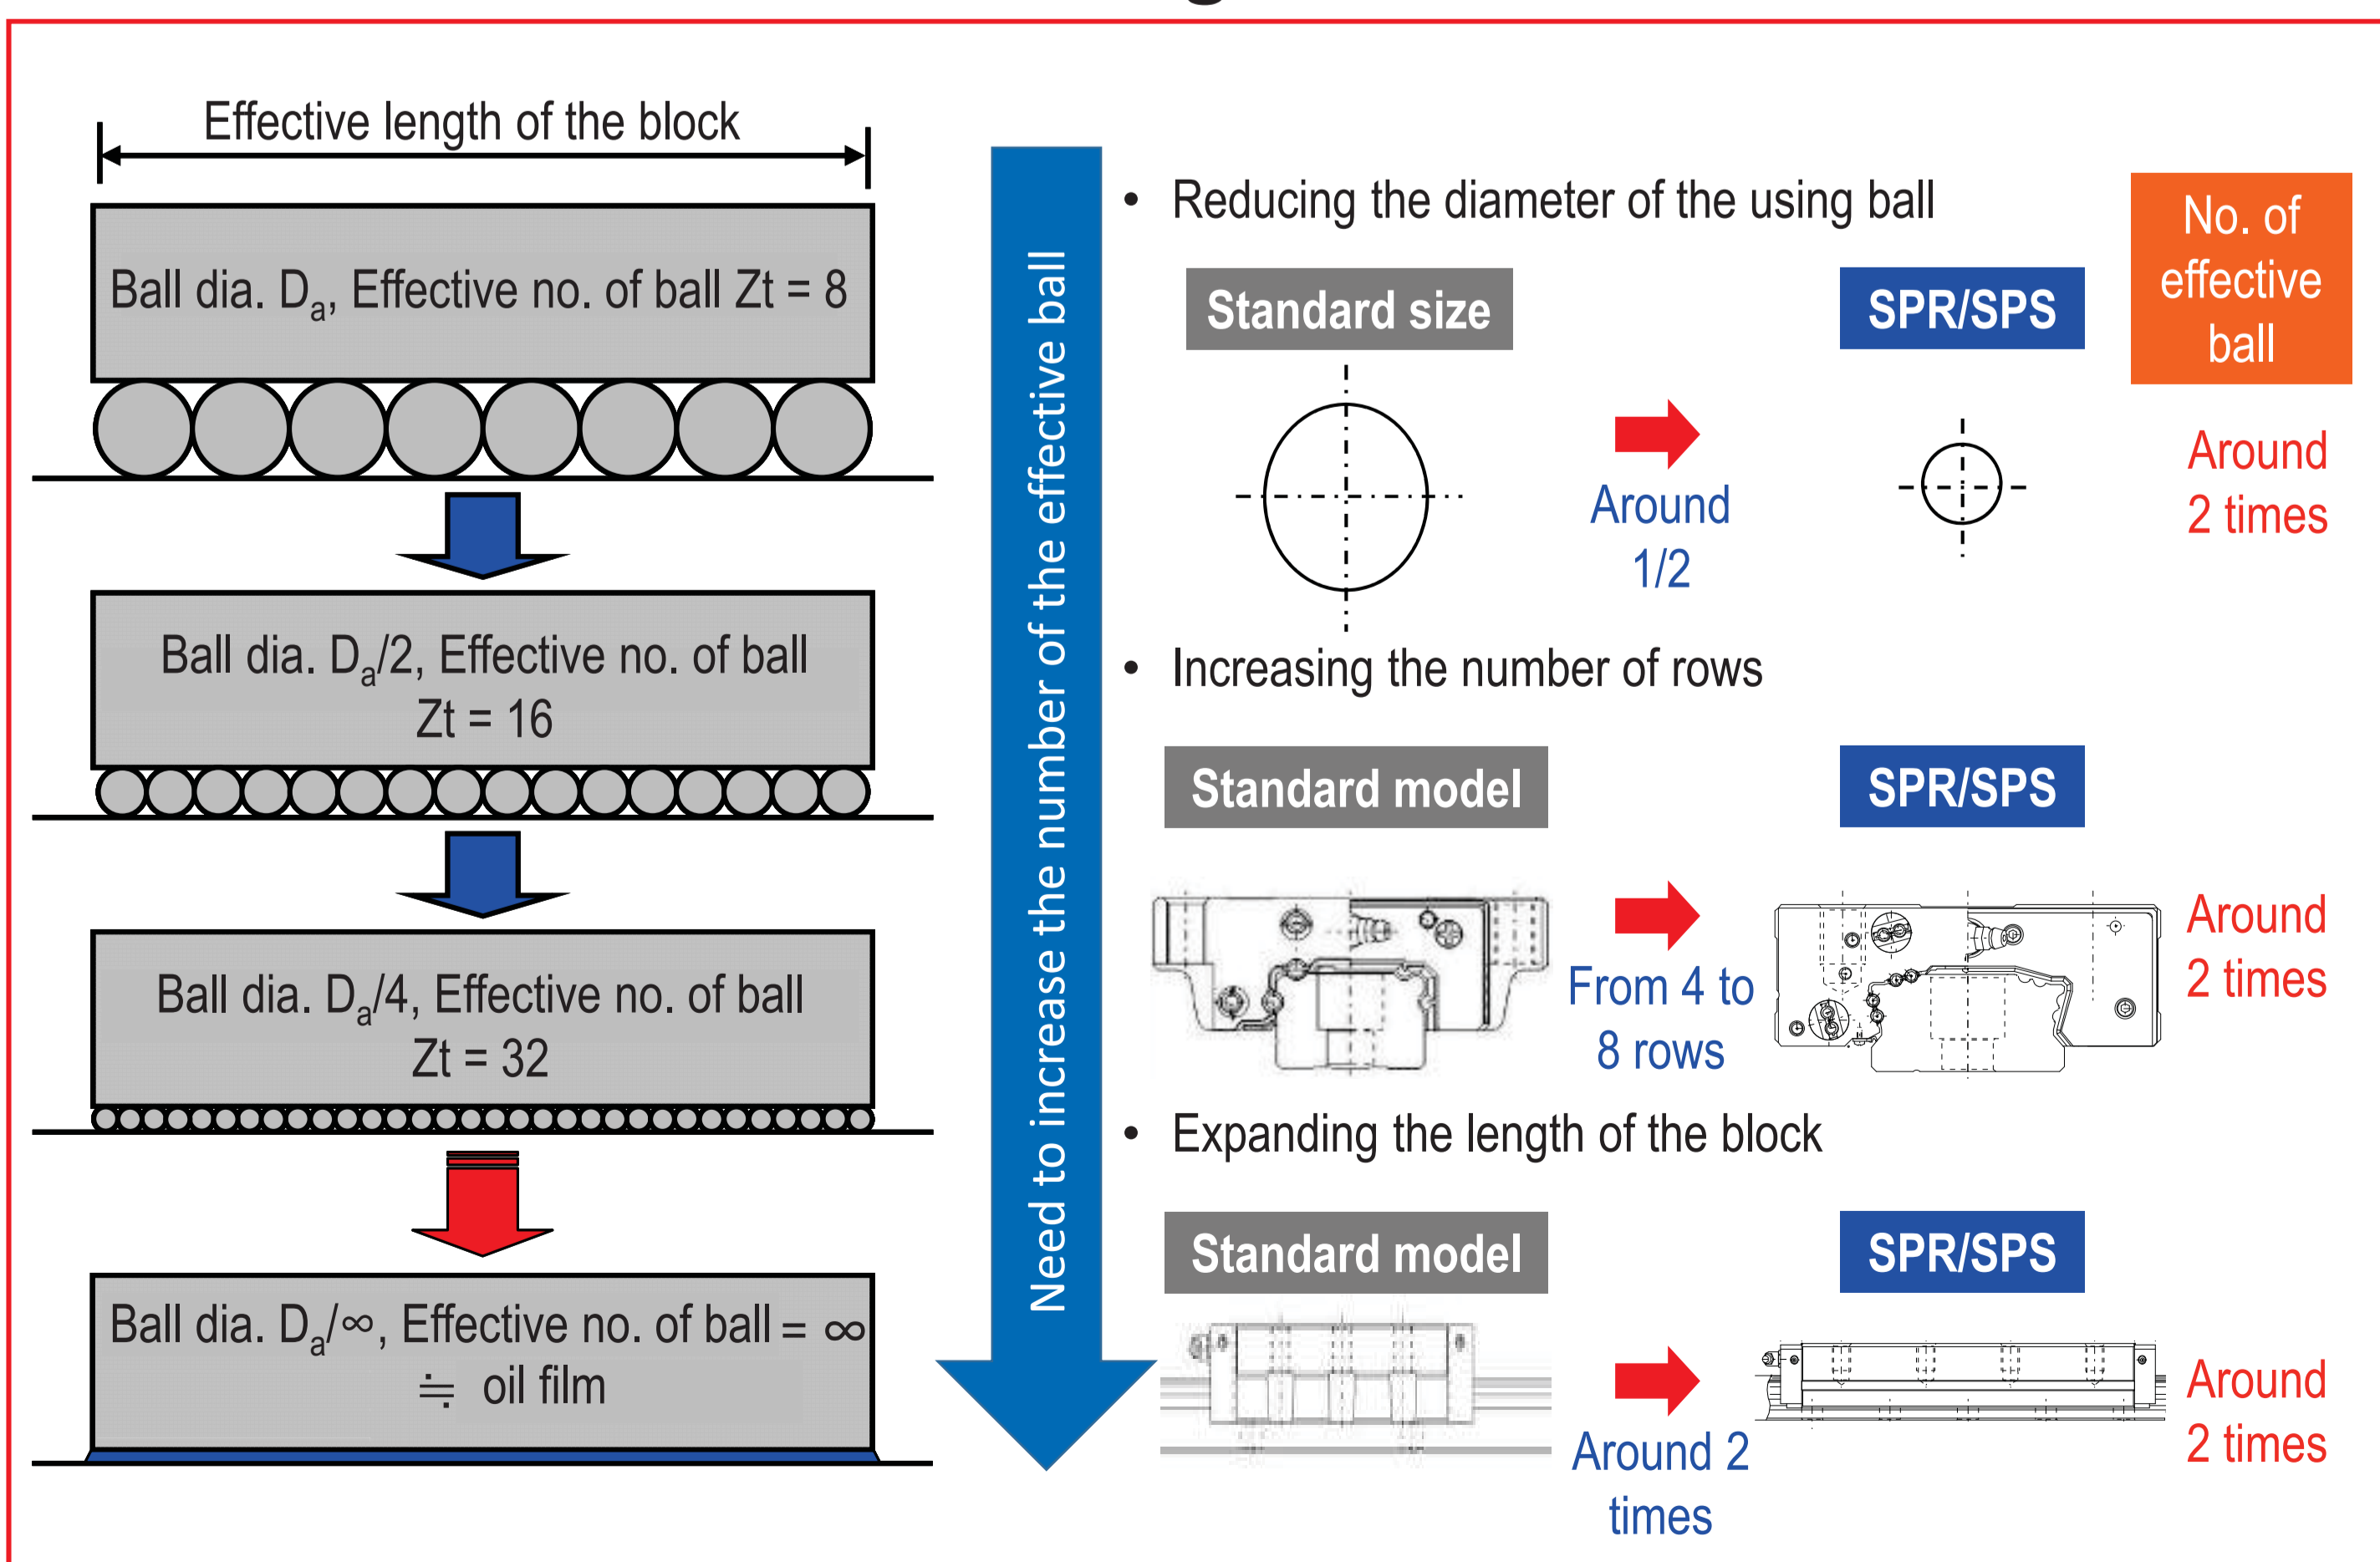 Effective length of the block
Ball dia. Da, Effective no. of ball Zt = 8
Ball dia. Da/2, Effective no. of ball
Zt = 16
Ball dia. Da/4, Effective no. of ball
Zt = 32
Ball dia. Da/∞, Effective no. of ball = ∞
≒ oil film
Need to increase the number of the effective ball
• Reducing the diameter of the using ball
Standard size
SPR/SPS
No. of
effective
ball
Around
1/2
Around
2 times
• Increasing the number of rows
Standard model
SPR/SPS
From 4 to
8 rows
Around
2 times
• Expanding the length of the block
Standard model
SPR/SPS
Around 2
times
Around
2 times